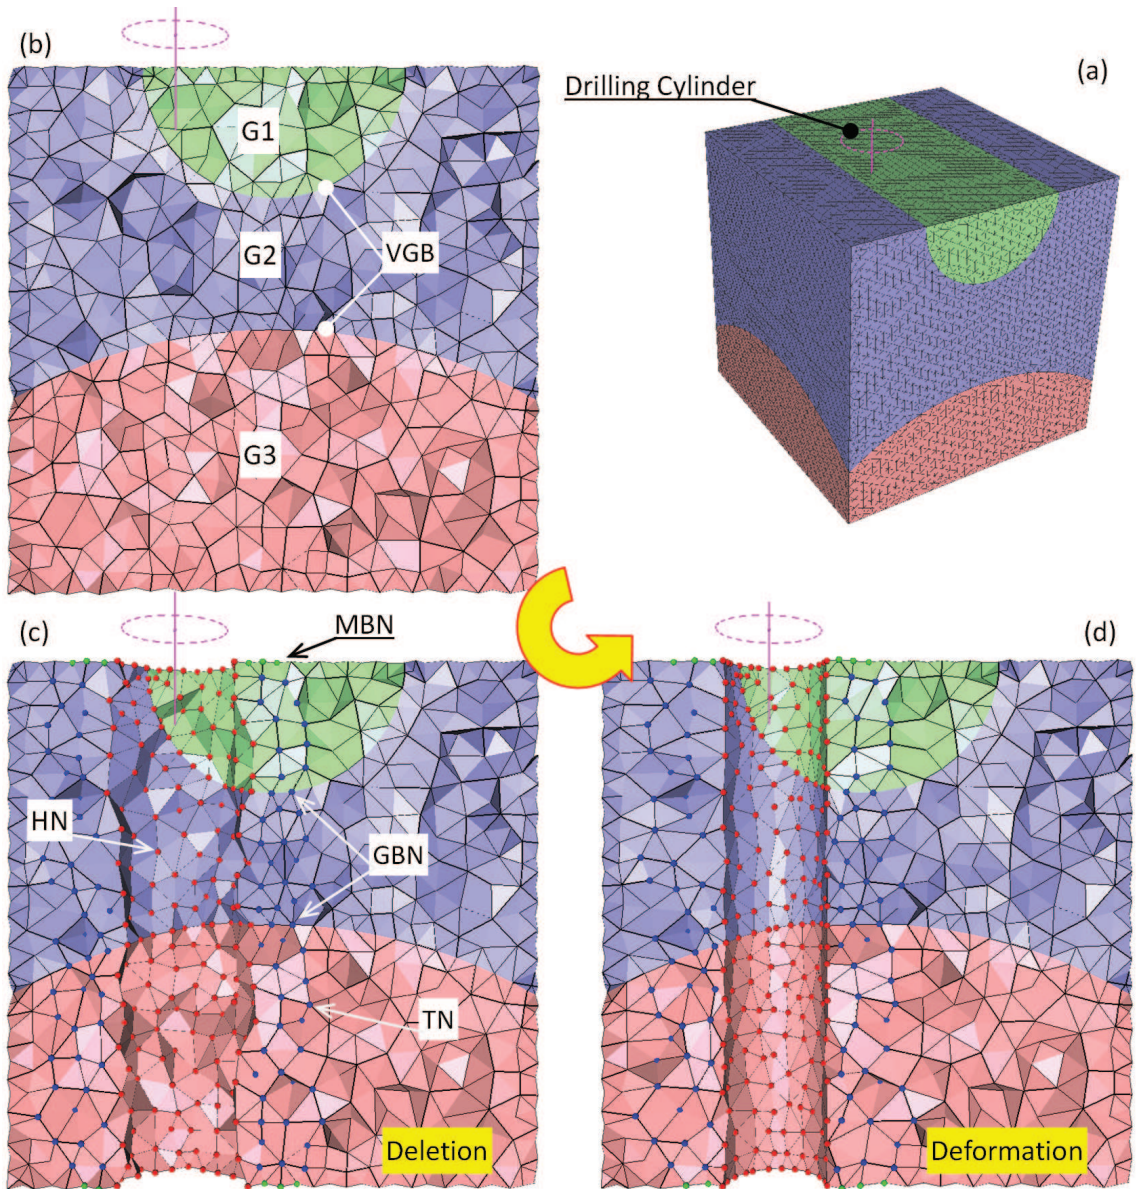 (b)
(a)
Drilling Cylinder
G1
G2
VGB
G3
(c)
MBN
(d)
HN
GBN
TN
Deletion
Deformation